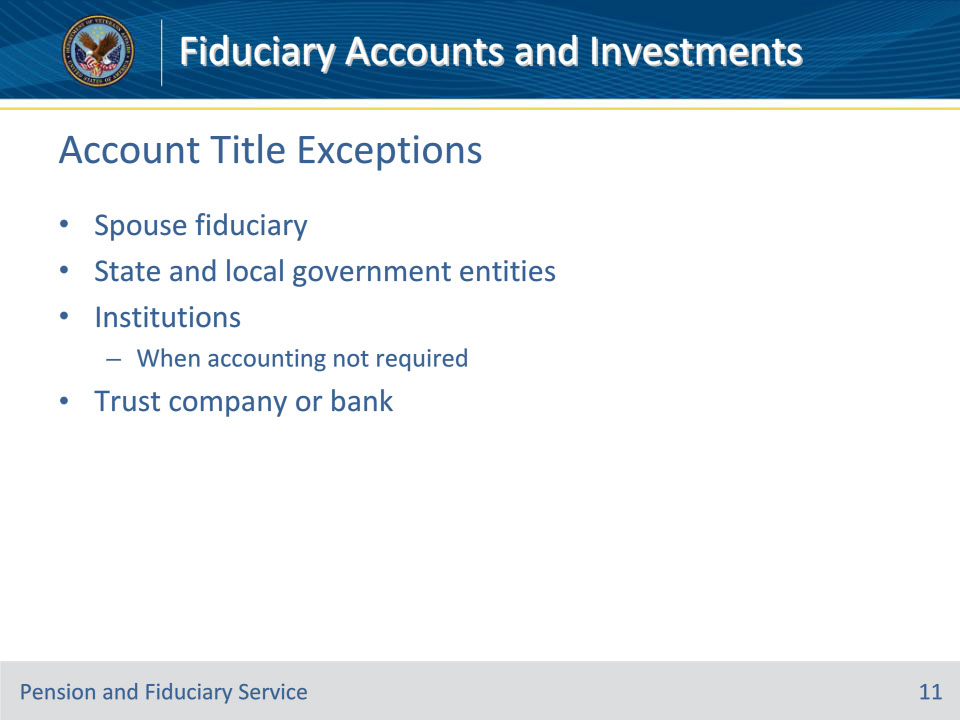 Fiduciary Accounts and Investments
Account Title Exceptions
• Spouse fiduciary
• State and local government entities
• Institutions
– When accounting not required
• Trust company or bank
Pension and Fiduciary Service
11